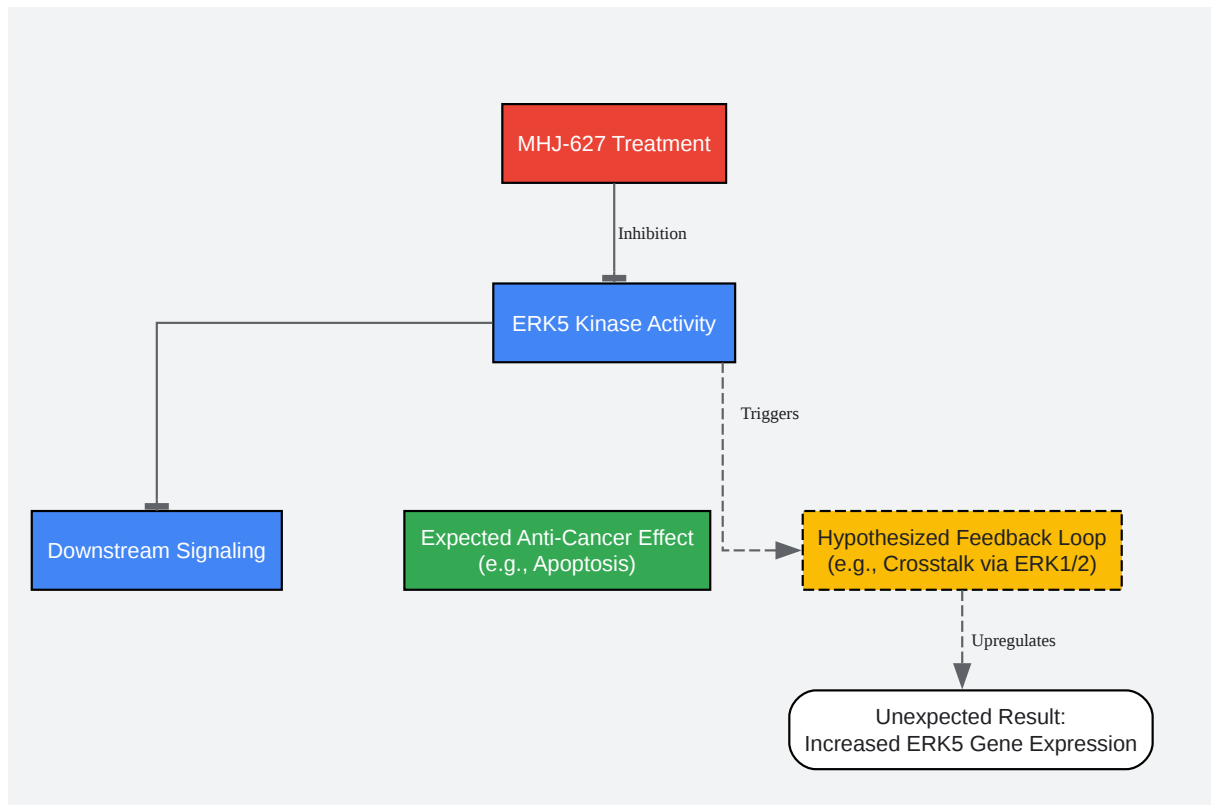 MHJ-627 Treatment
Inhibition
ERK5 Kinase Activity
Triggers
Downstream Signaling
Expected Anti-Cancer Effect
(e.g., Apoptosis)
Hypothesized Feedback Loop
(e.g., Crosstalk via ERK1/2)
Upregulates
Unexpected Result:
Increased ERK5 Gene Expression